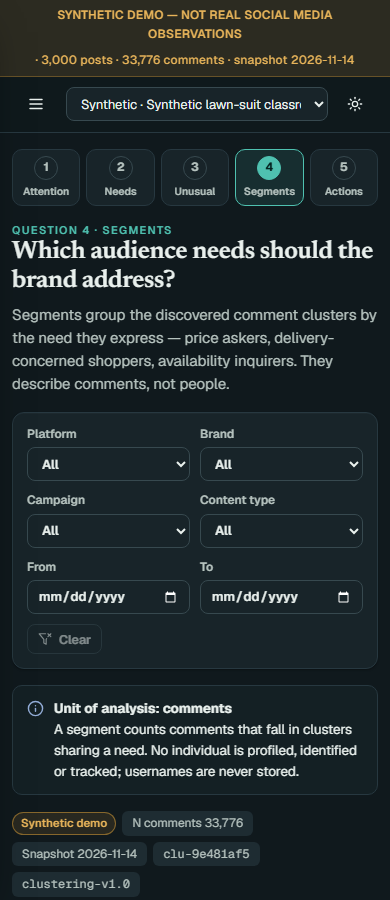 SYNTHETIC DEMO — NOT REAL SOCIAL MEDIA
OBSERVATIONS
· 3,000 posts · 33,776 comments · snapshot 2026-11-14
Synthetic · Synthetic lawn-suit classr
1
2
3
4
5
Attention
Needs
Unusual
Segments
Actions
QUESTION 4 · SEGMENTS
Which audience needs should the
brand address?
Segments group the discovered comment clusters by
the need they express — price askers, delivery-
concerned shoppers, availability inquirers. They
describe comments, not people.
Platform
Brand
All
All
Campaign
Content type
All
All
From
To
mm/dd/yyyy
mm/dd/yyyy
Clear
Unit of analysis: comments
A segment counts comments that fall in clusters
sharing a need. No individual is profiled, identified
or tracked; usernames are never stored.
Synthetic demo
N comments 33,776
Snapshot 2026-11-14
clu-9e481af5
clustering-v1.0